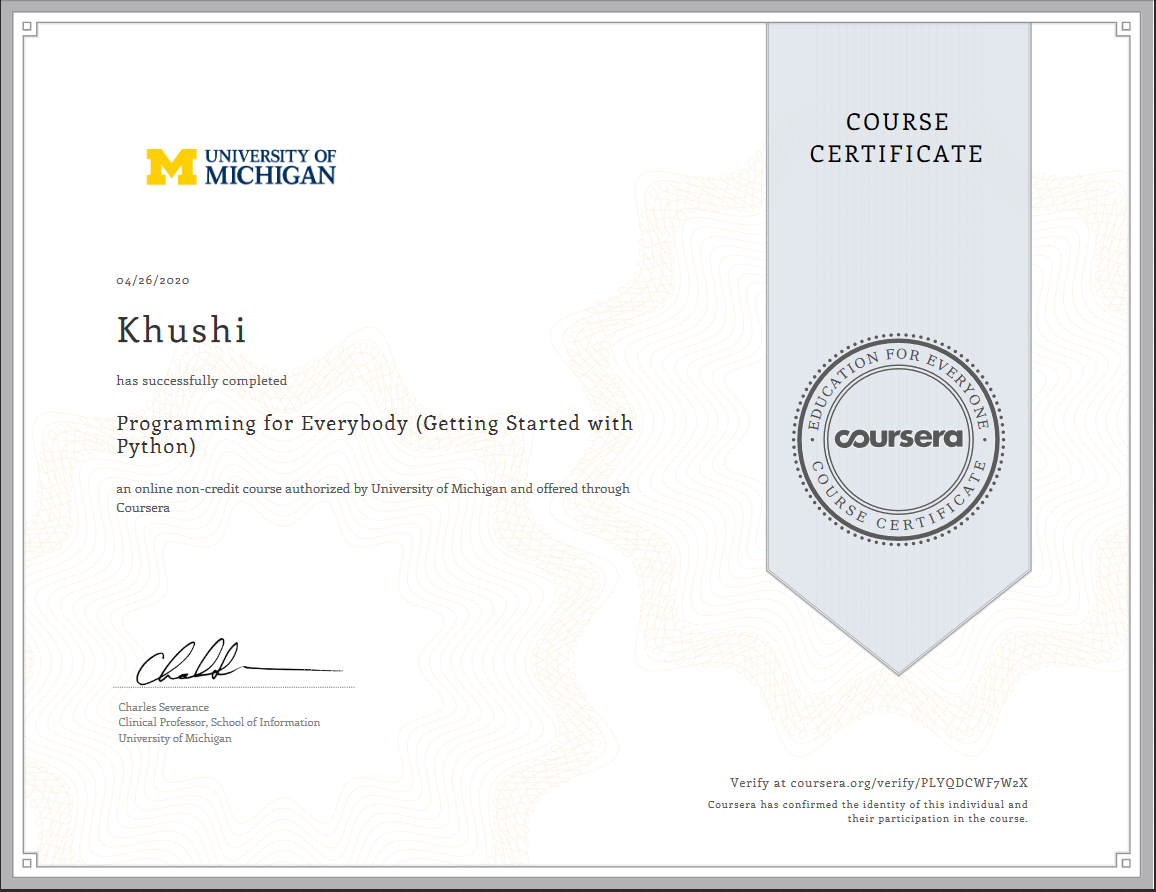 UNIVERSITY OF
MICHIGAN
COURSE
CERTIFICATE
04/26/2020
Khushi
has successfully completed
Programming for Everybody (Getting Started with
Python)
an online non-credit course authorized by University of Michigan and offered through
Coursera
EDUCATION FOR EVERYONE
coursera
COURSE CERTIFICATE
Charles Severance
Clinical Professor, School of Information
University of Michigan
Verify at coursera.org/verify/PLYQDCWF7W2X
Coursera has confirmed the identity of this individual and
their participation in the course.